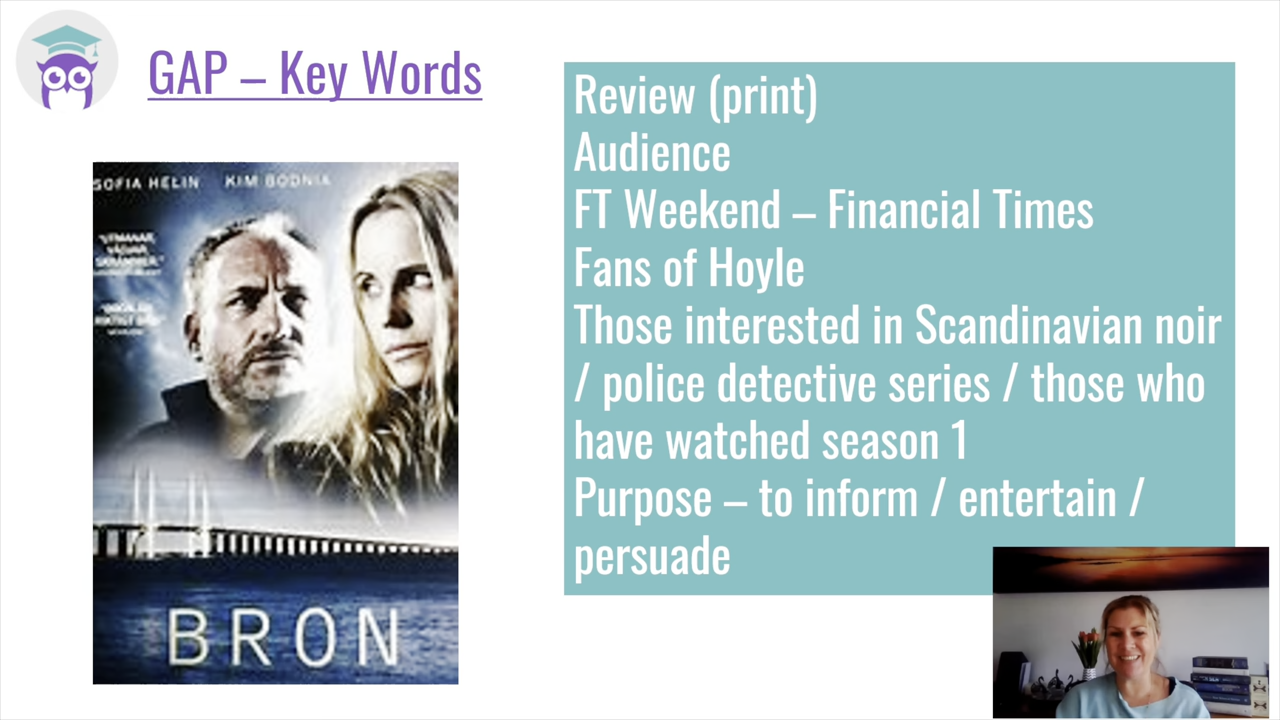 GAP – Key Words
Review (print)
Audience
FT Weekend – Financial Times
Fans of Hoyle
Those interested in Scandinavian noir
/ police detective series / those who
have watched season 1
Purpose – to inform / entertain /
persuade
SOFIA HELIN KIM BODNIA
BRON